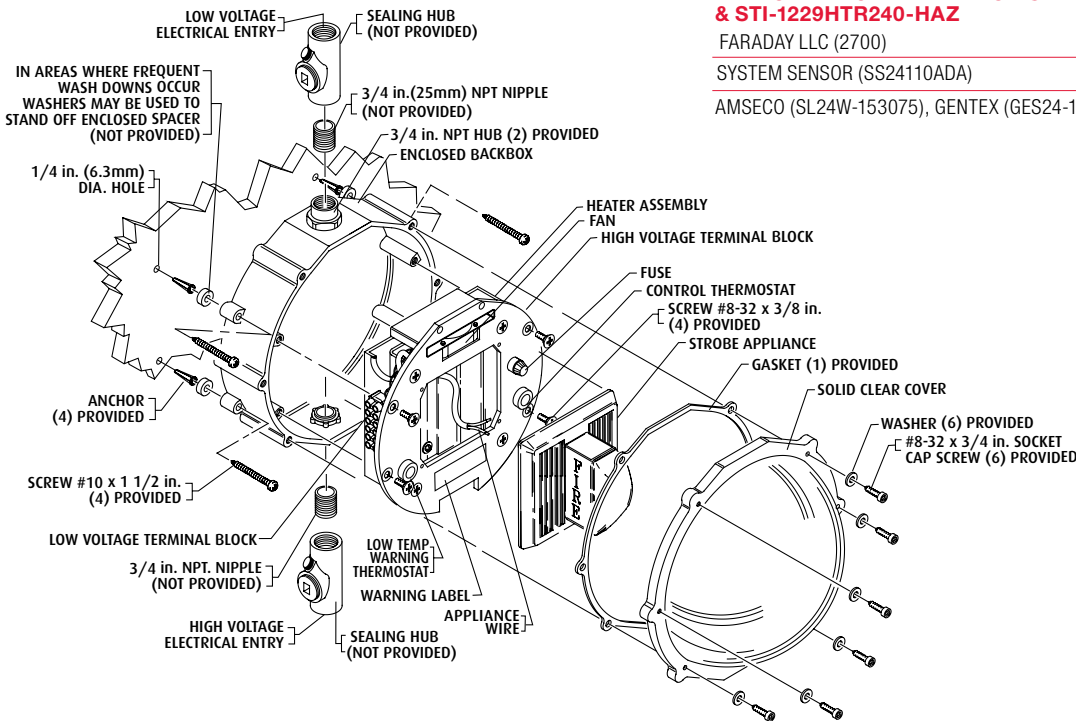 LOW VOLTAGE
ELECTRICAL ENTRY
SEALING HUB
(NOT PROVIDED)
& STI-1229HTR240-HAZ
FARADAY LLC (2700)
SYSTEM SENSOR (SS24110ADA)
AMSECO (SL24W-153075), GENTEX (GES24-1
IN AREAS WHERE FREQUENT
WASH DOWNS OCCUR
WASHERS MAY BE USED TO
STAND OFF ENCLOSED SPACER
(NOT PROVIDED)
3/4 in.(25mm) NPT NIPPLE
(NOT PROVIDED)
3/4 in. NPT HUB (2) PROVIDED
ENCLOSED BACKBOX
1/4 in. (6.3mm)
DIA. HOLE
HEATER ASSEMBLY
FAN
HIGH VOLTAGE TERMINAL BLOCK
FUSE
CONTROL THERMOSTAT
SCREW #8-32 x 3/8 in.
(4) PROVIDED
STROBE APPLIANCE
GASKET (1) PROVIDED
SOLID CLEAR COVER
WASHER (6) PROVIDED
#8-32 x 3/4 in. SOCKET
CAP SCREW (6) PROVIDED
ANCHOR
(4) PROVIDED
SCREW #10 x 1 1/2 in.
(4) PROVIDED
LOW VOLTAGE TERMINAL BLOCK
3/4 in. NPT. NIPPLE
(NOT PROVIDED)
HIGH VOLTAGE
ELECTRICAL ENTRY
SEALING HUB
(NOT PROVIDED)
LOW TEMP
WARNING
THERMOSTAT
WARNING LABEL
APPLIANCE
WIRE